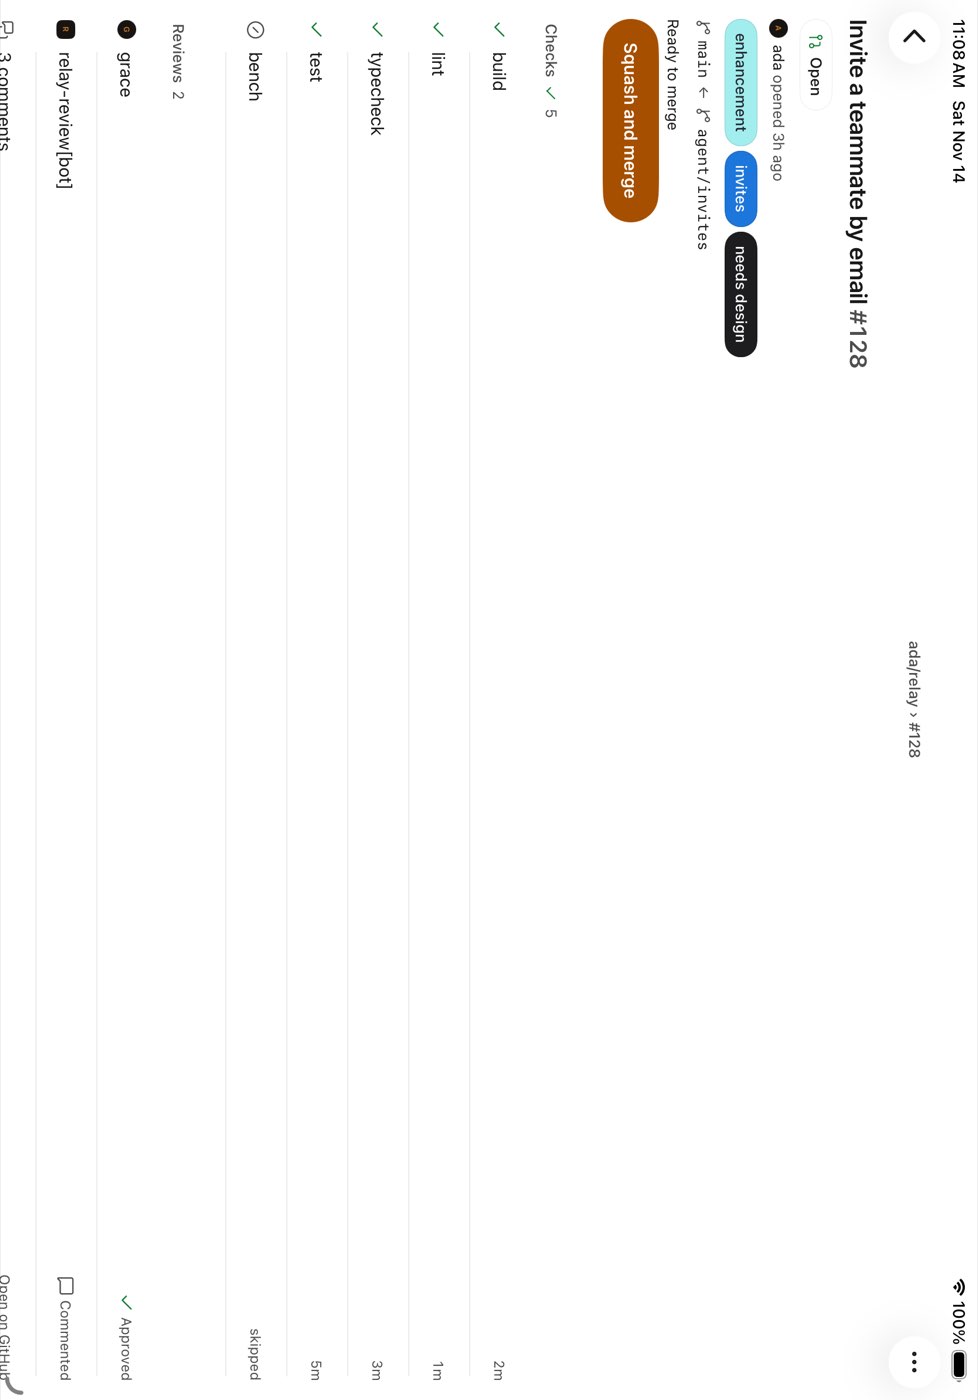 11:08 AM Sat Nov 14
100%
ada/relay › #128
Invite a teammate by email #128
Open
A ada opened 3h ago
enhancement invites needs design
main ← agent/invites
Ready to merge
Squash and merge
Checks 5
build 2m
lint 1m
typecheck 3m
test 5m
bench skipped
Reviews 2
G grace Approved
R relay-review[bot] Commented
3 comments Open on GitHub